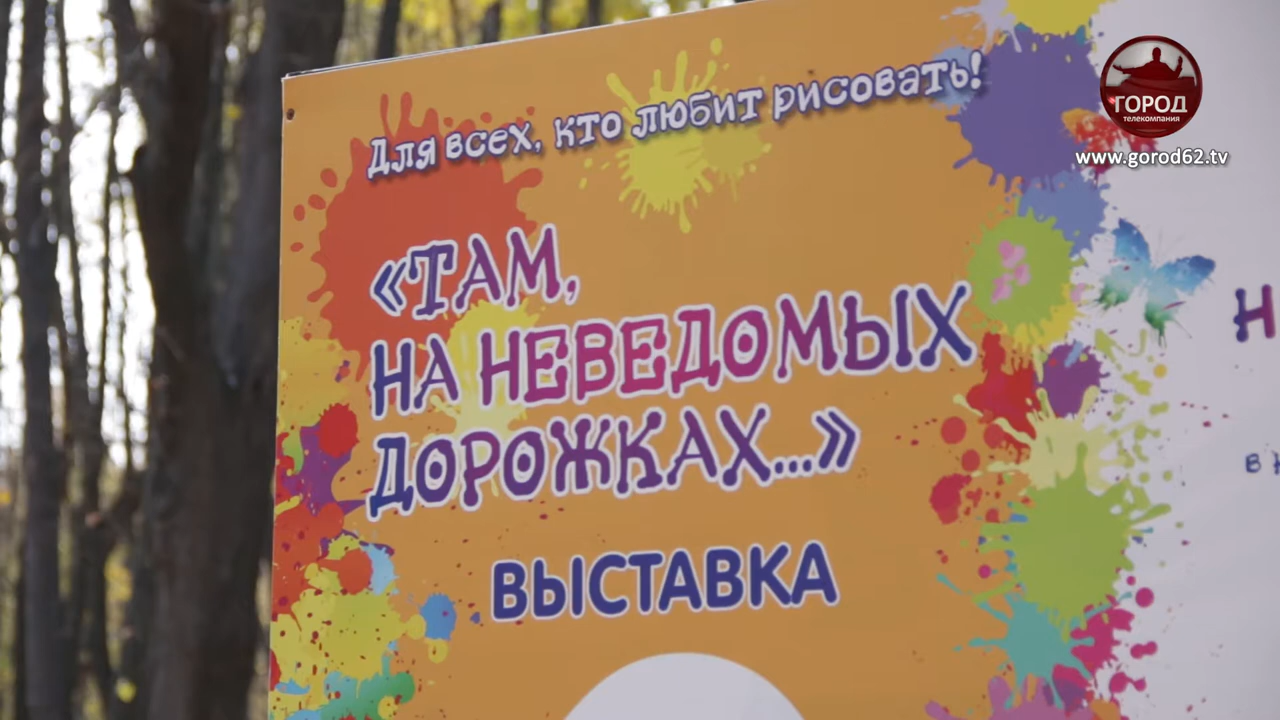 Для всех, кто любит рисовать!
«ТАМ,
НА НЕВЕДОМЫХ
ДОРОЖКАХ...»
ВЫСТАВКА
ГОРОД
телекомпания
www.gorod62.tv